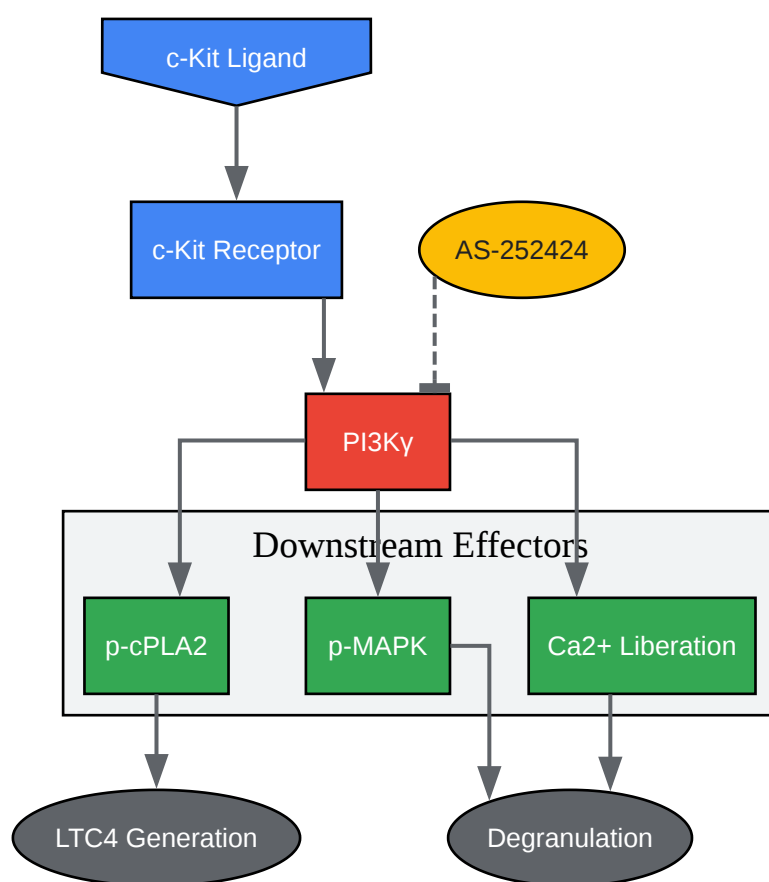 c-Kit Ligand
c-Kit Receptor
AS-252424
PI3Kγ
Downstream Effectors
p-cPLA2
p-MAPK
Ca2+ Liberation
LTC4 Generation
Degranulation